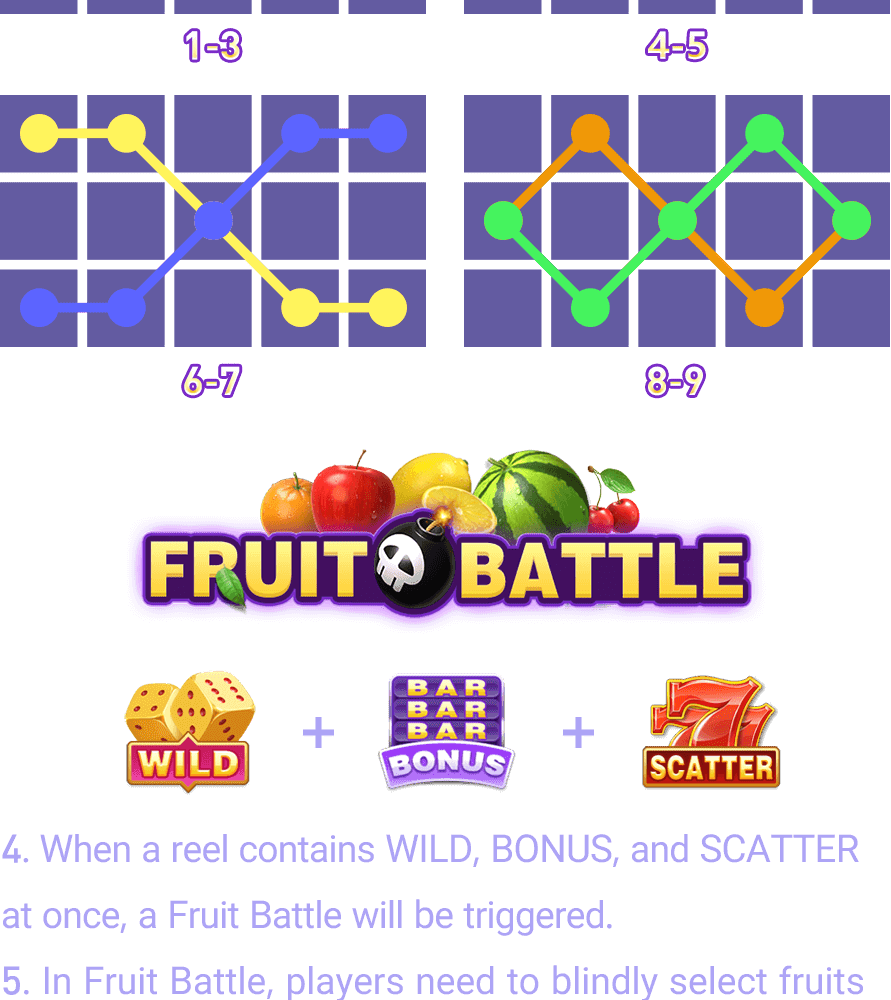 1-3
4-5
6-7
8-9
FRUIT BATTLE
WILD
+
BAR
BAR
BAR
BONUS
+
777
SCATTER
4. When a reel contains WILD, BONUS, and SCATTER
at once, a Fruit Battle will be triggered.
5. In Fruit Battle, players need to blindly select fruits